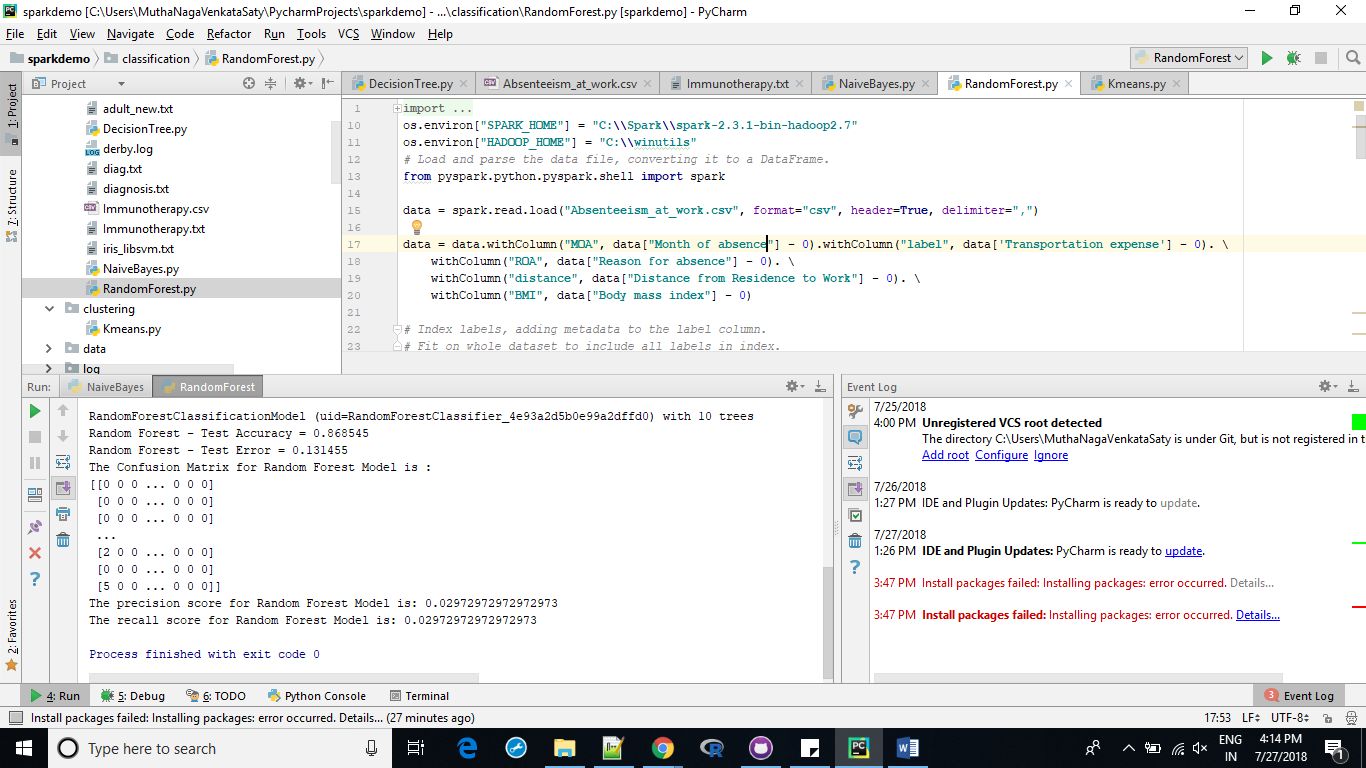 sparkdemo [C:\Users\MuthaNagaVenkataSaty\PycharmProjects\sparkdemo] - ...\classification\RandomForest.py [sparkdemo] - PyCharm
File Edit View Navigate Code Refactor Run Tools VCS Window Help
sparkdemo classification RandomForest.py RandomForest
Project DecisionTree.py Absenteeism_at_work.csv Immunotherapy.txt NaiveBayes.py RandomForest.py Kmeans.py
1: Project
7: Structure
2: Favorites
adult_new.txt
DecisionTree.py
derby.log
diag.txt
diagnosis.txt
Immunotherapy.csv
Immunotherapy.txt
iris_libsvm.txt
NaiveBayes.py
RandomForest.py
clustering
Kmeans.py
data
log
1 import ...
10 os.environ["SPARK_HOME"] = "C:\\Spark\\spark-2.3.1-bin-hadoop2.7"
11 os.environ["HADOOP_HOME"] = "C:\\winutils"
12 # Load and parse the data file, converting it to a DataFrame.
13 from pyspark.python.pyspark.shell import spark
14
15 data = spark.read.load("Absenteeism_at_work.csv", format="csv", header=True, delimiter=",")
16
17 data = data.withColumn("MOA", data["Month of absence"] - 0).withColumn("label", data['Transportation expense'] - 0). \
18 withColumn("ROA", data["Reason for absence"] - 0). \
19 withColumn("distance", data["Distance from Residence to Work"] - 0). \
20 withColumn("BMI", data["Body mass index"] - 0)
21
22 # Index labels, adding metadata to the label column.
23 # Fit on whole dataset to include all labels in index.
Run: NaiveBayes RandomForest
RandomForestClassificationModel (uid=RandomForestClassifier_4e93a2d5b0e99a2dffd0) with 10 trees
Random Forest - Test Accuracy = 0.868545
Random Forest - Test Error = 0.131455
The Confusion Matrix for Random Forest Model is :
[[0 0 0 ... 0 0 0]
[0 0 0 ... 0 0 0]
[0 0 0 ... 0 0 0]
...
[2 0 0 ... 0 0 0]
[0 0 0 ... 0 0 0]
[5 0 0 ... 0 0 0]]
The precision score for Random Forest Model is: 0.02972972972972973
The recall score for Random Forest Model is: 0.02972972972972973
Process finished with exit code 0
Event Log
7/25/2018
4:00 PM Unregistered VCS root detected
The directory C:\Users\MuthaNagaVenkataSaty is under Git, but is not registered in t
Add root Configure Ignore
7/26/2018
1:27 PM IDE and Plugin Updates: PyCharm is ready to update.
7/27/2018
1:26 PM IDE and Plugin Updates: PyCharm is ready to update.
3:47 PM Install packages failed: Installing packages: error occurred. Details...
3:47 PM Install packages failed: Installing packages: error occurred. Details...
4: Run 5: Debug 6: TODO Python Console Terminal 3 Event Log
Install packages failed: Installing packages: error occurred. Details... (27 minutes ago) 17:53 LF UTF-8
Type here to search
ENG
IN
4:14 PM
7/27/2018
1